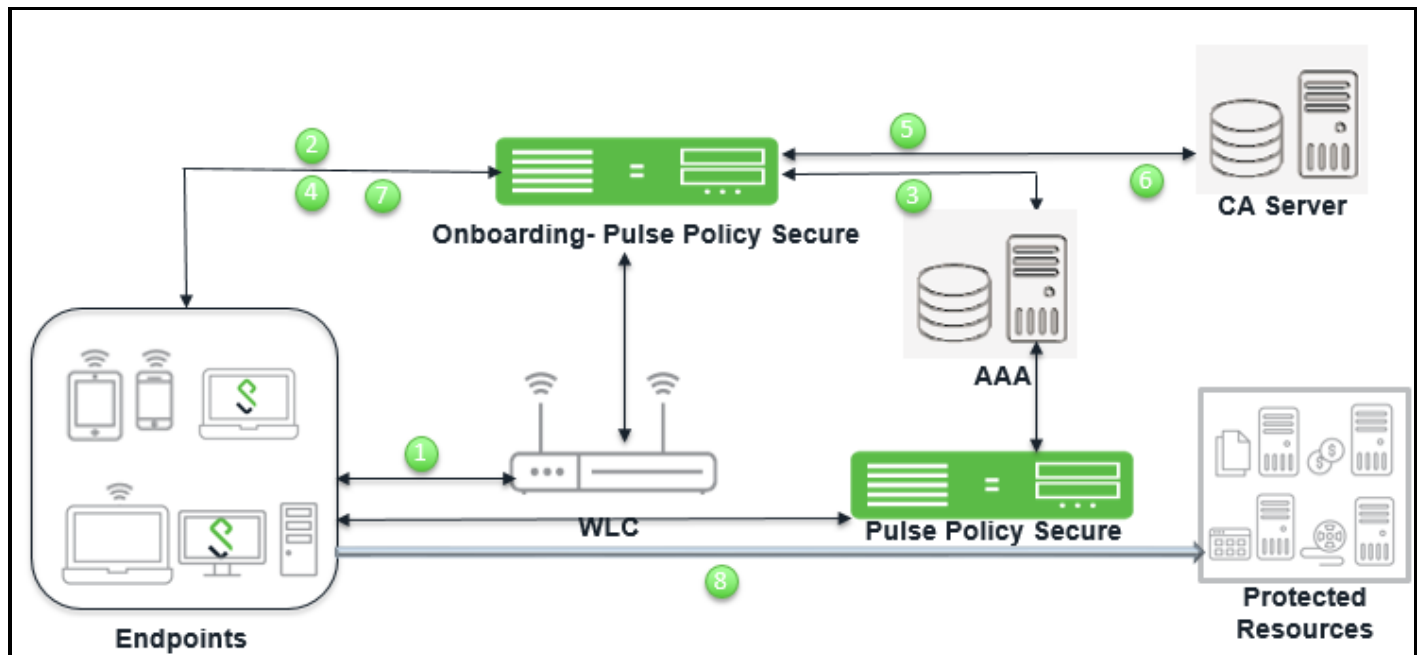 2
5
4
7
3
6
CA Server
Onboarding- Pulse Policy Secure
AAA
1
WLC
Pulse Policy Secure
8
Protected
Resources
Endpoints